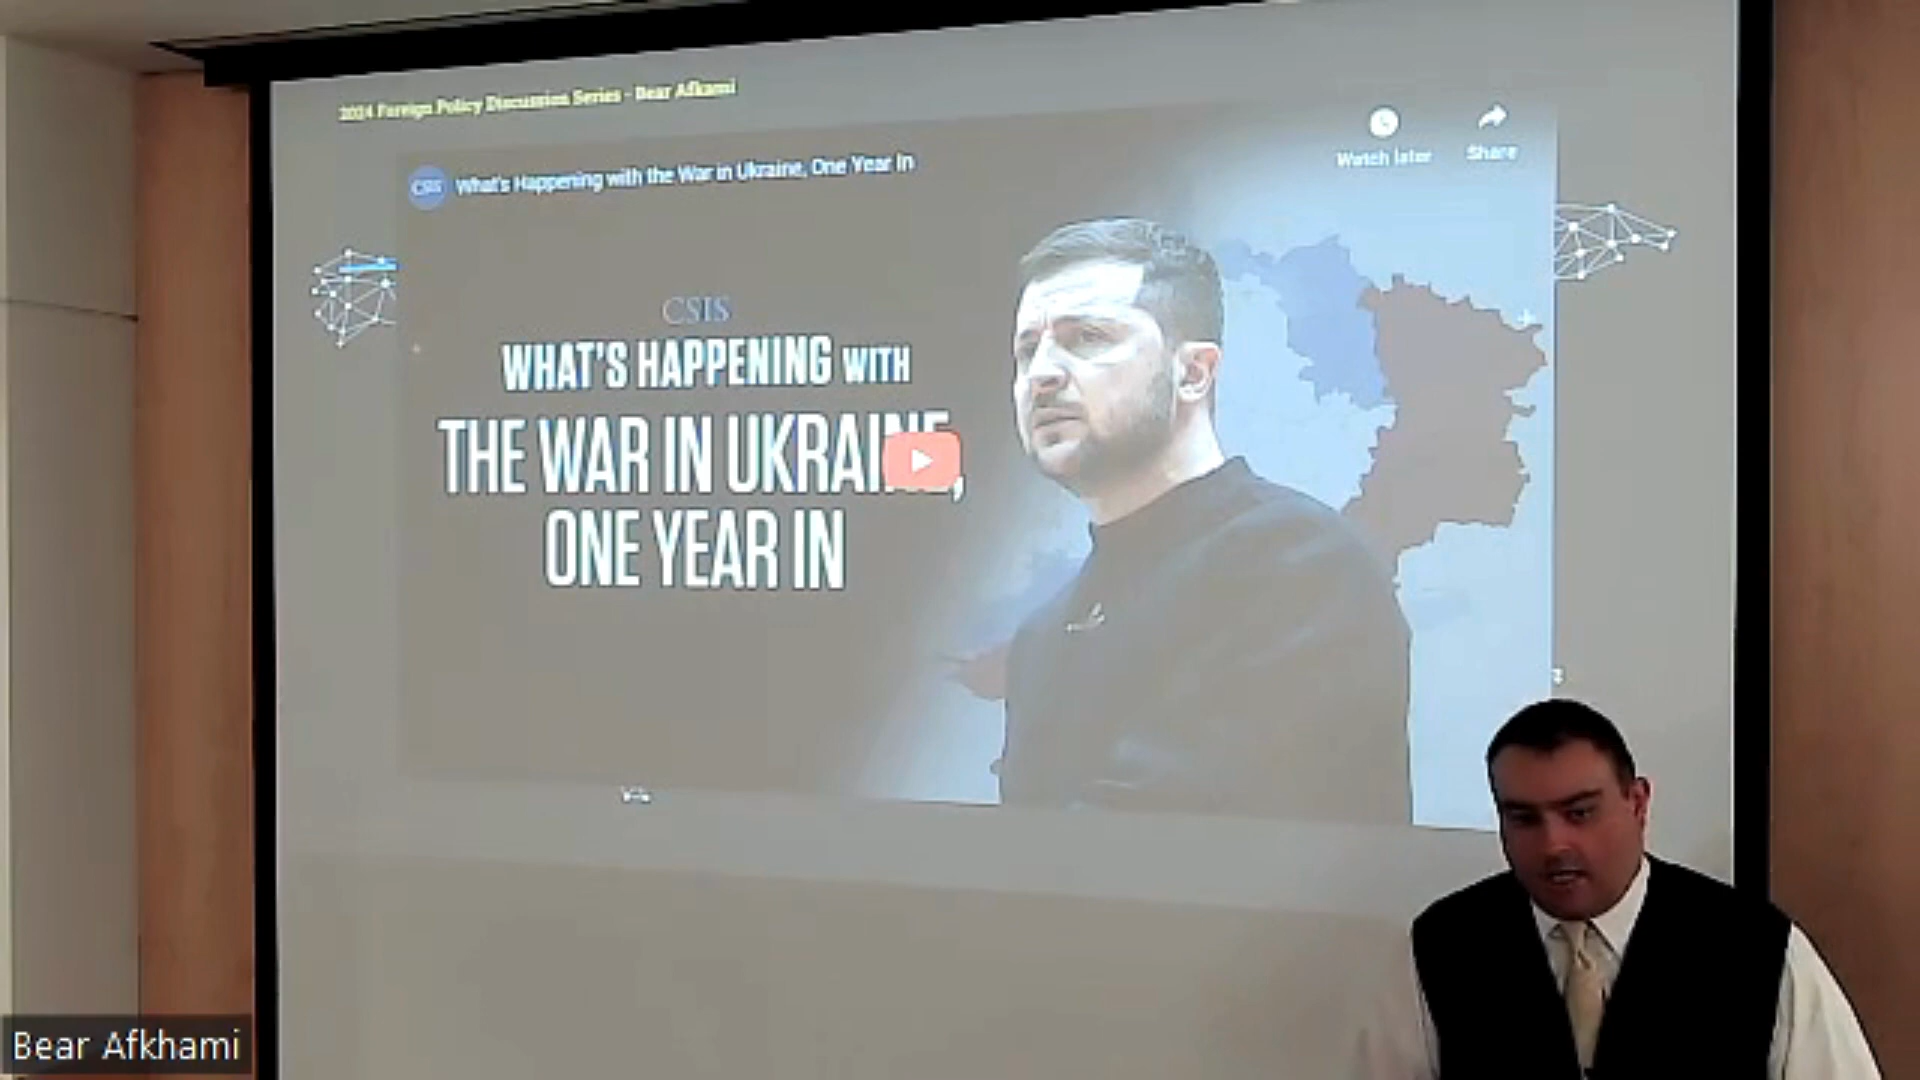 2024 Foreign Policy Discussion Series - Bear Afkami
CSIS What's Happening with the War in Ukraine, One Year In
Watch later
Share
CSIS
WHAT'S HAPPENING WITH
THE WAR IN UKRAINE,
ONE YEAR IN
Bear Afkhami